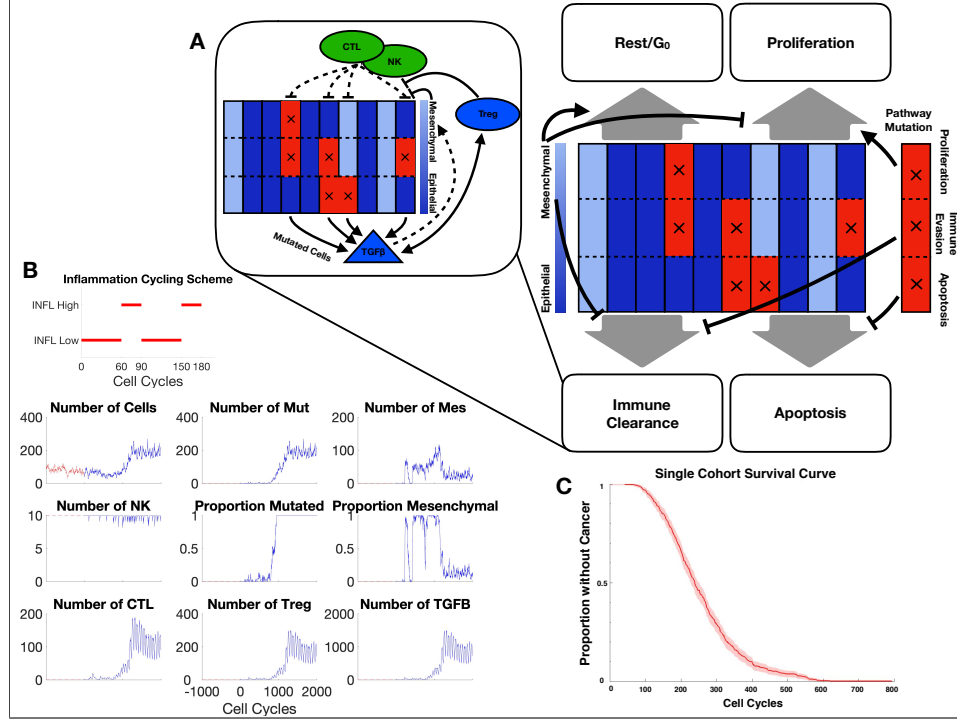 A
CTL
NK
Treg
Mesenchymal
Epithelial
× × × × × ×
Mutated Cells
TGFβ
Rest/G₀
Proliferation
Pathway
Mutation
Mesenchymal
Epithelial
× × × × × ×
× Proliferation
× Immune
Evasion
× Apoptosis
Immune
Clearance
Apoptosis
B
Inflammation Cycling Scheme
INFL High
INFL Low
0 60 90 150 180
Cell Cycles
Number of Cells
400
200
0
Number of Mut
400
200
0
Number of Mes
200
100
0
Number of NK
10
5
0
Proportion Mutated
1
0.5
0
Proportion Mesenchymal
1
0.5
0
Number of CTL
200
100
0
Number of Treg
400
200
0
-1000 0 1000 2000
Cell Cycles
Number of TGFB
1000
500
0
C
Single Cohort Survival Curve
Proportion without Cancer
1
0.5
0
0 100 200 300 400 500 600 700 800
Cell Cycles